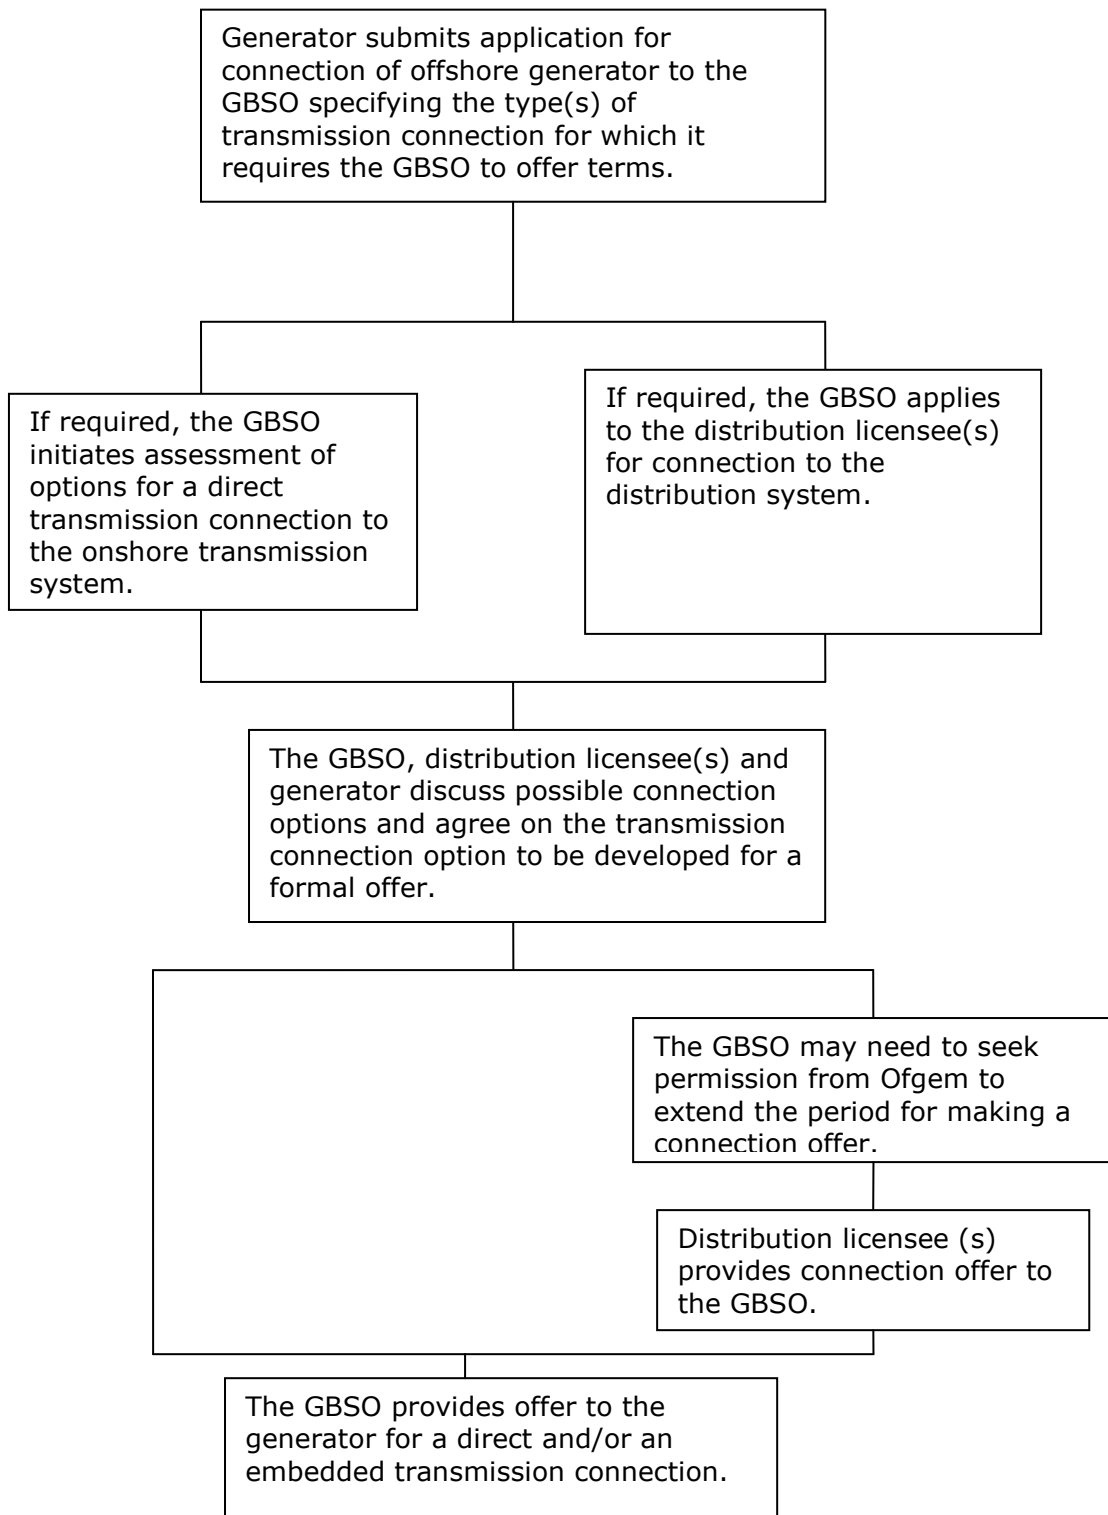 Generator submits application for
connection of offshore generator to the
GBSO specifying the type(s) of
transmission connection for which it
requires the GBSO to offer terms.
If required, the GBSO
initiates assessment of
options for a direct
transmission connection to
the onshore transmission
system.
If required, the GBSO applies
to the distribution licensee(s)
for connection to the
distribution system.
The GBSO, distribution licensee(s) and
generator discuss possible connection
options and agree on the transmission
connection option to be developed for a
formal offer.
The GBSO may need to seek
permission from Ofgem to
extend the period for making a
connection offer.
Distribution licensee (s)
provides connection offer to
the GBSO.
The GBSO provides offer to the
generator for a direct and/or an
embedded transmission connection.